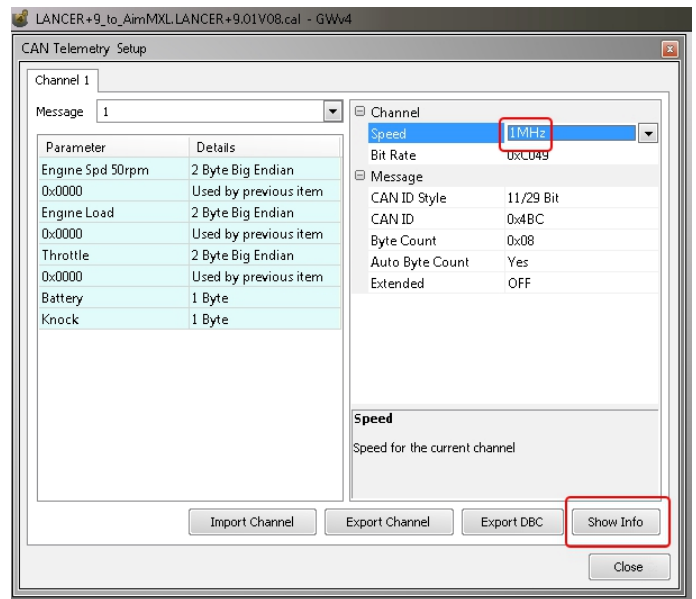 LANCER+9_to_AimMXL.LANCER+9.01V08.cal - GWv4
CAN Telemetry Setup
Channel 1
Message 1
Parameter Details
Engine Spd 50rpm 2 Byte Big Endian
0x0000 Used by previous item
Engine Load 2 Byte Big Endian
0x0000 Used by previous item
Throttle 2 Byte Big Endian
0x0000 Used by previous item
Battery 1 Byte
Knock 1 Byte
Channel
Speed 1MHz
Bit Rate 0xC049
Message
CAN ID Style 11/29 Bit
CAN ID 0x4BC
Byte Count 0x08
Auto Byte Count Yes
Extended OFF
Speed
Speed for the current channel
Import Channel Export Channel Export DBC Show Info
Close